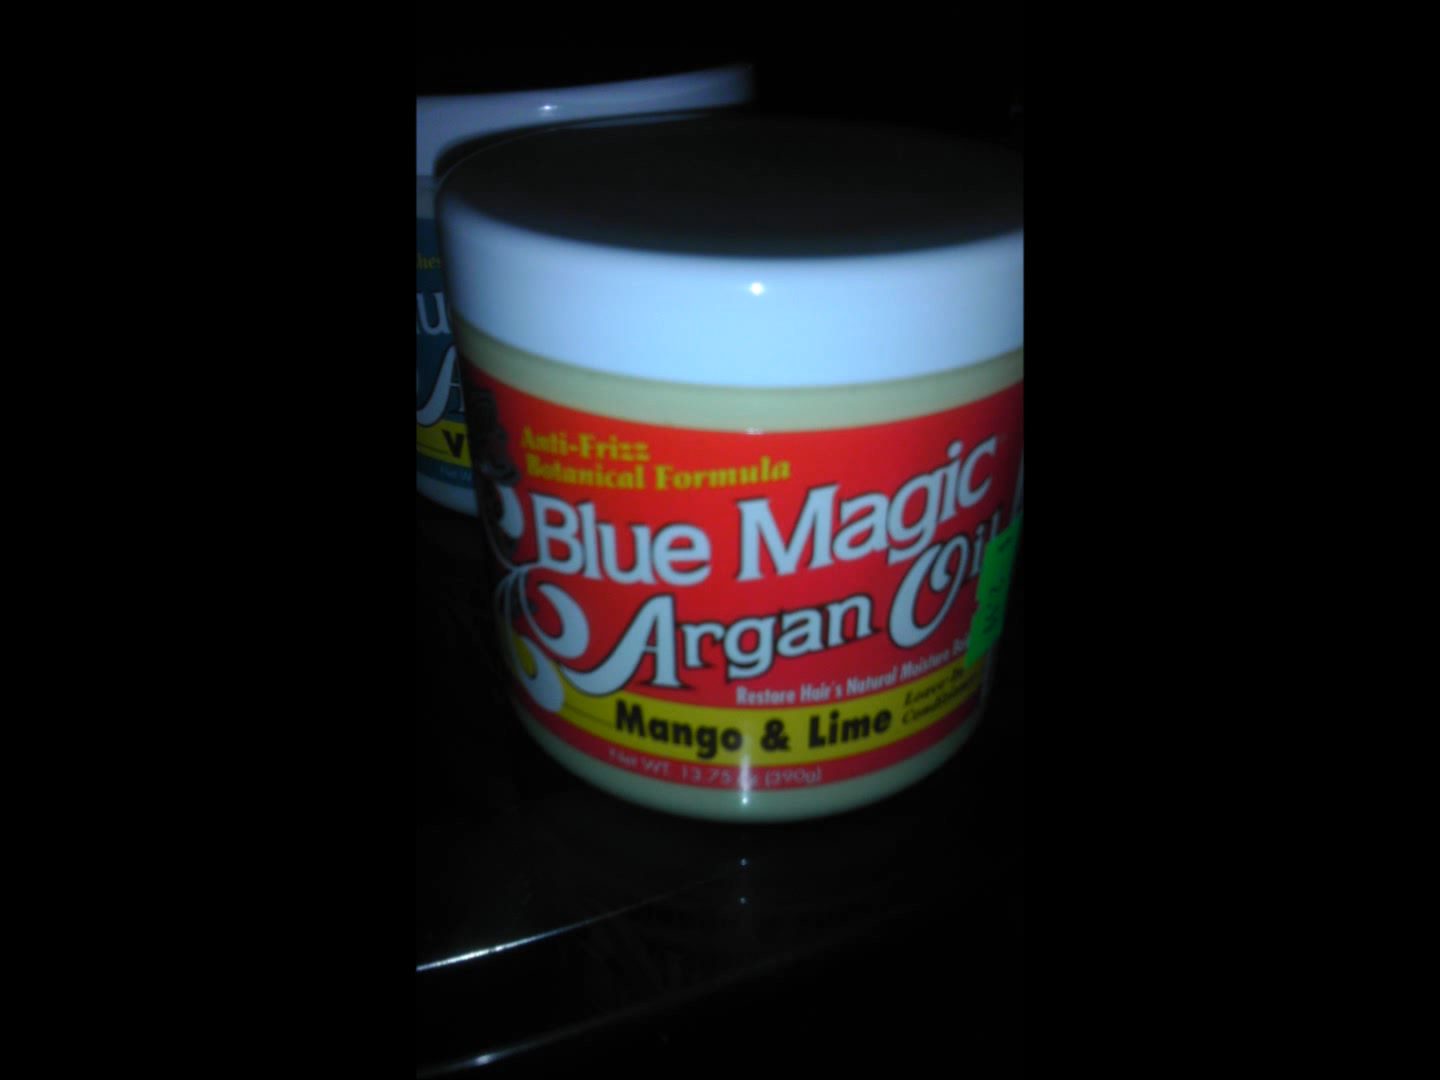 Anti-Frizz
Botanical Formula
Blue Magic
Argan Oil
Restore Hair's Natural Moisture
Mango & Lime
Leave-In
Conditioner
Net WT. 13.75 oz (390g)